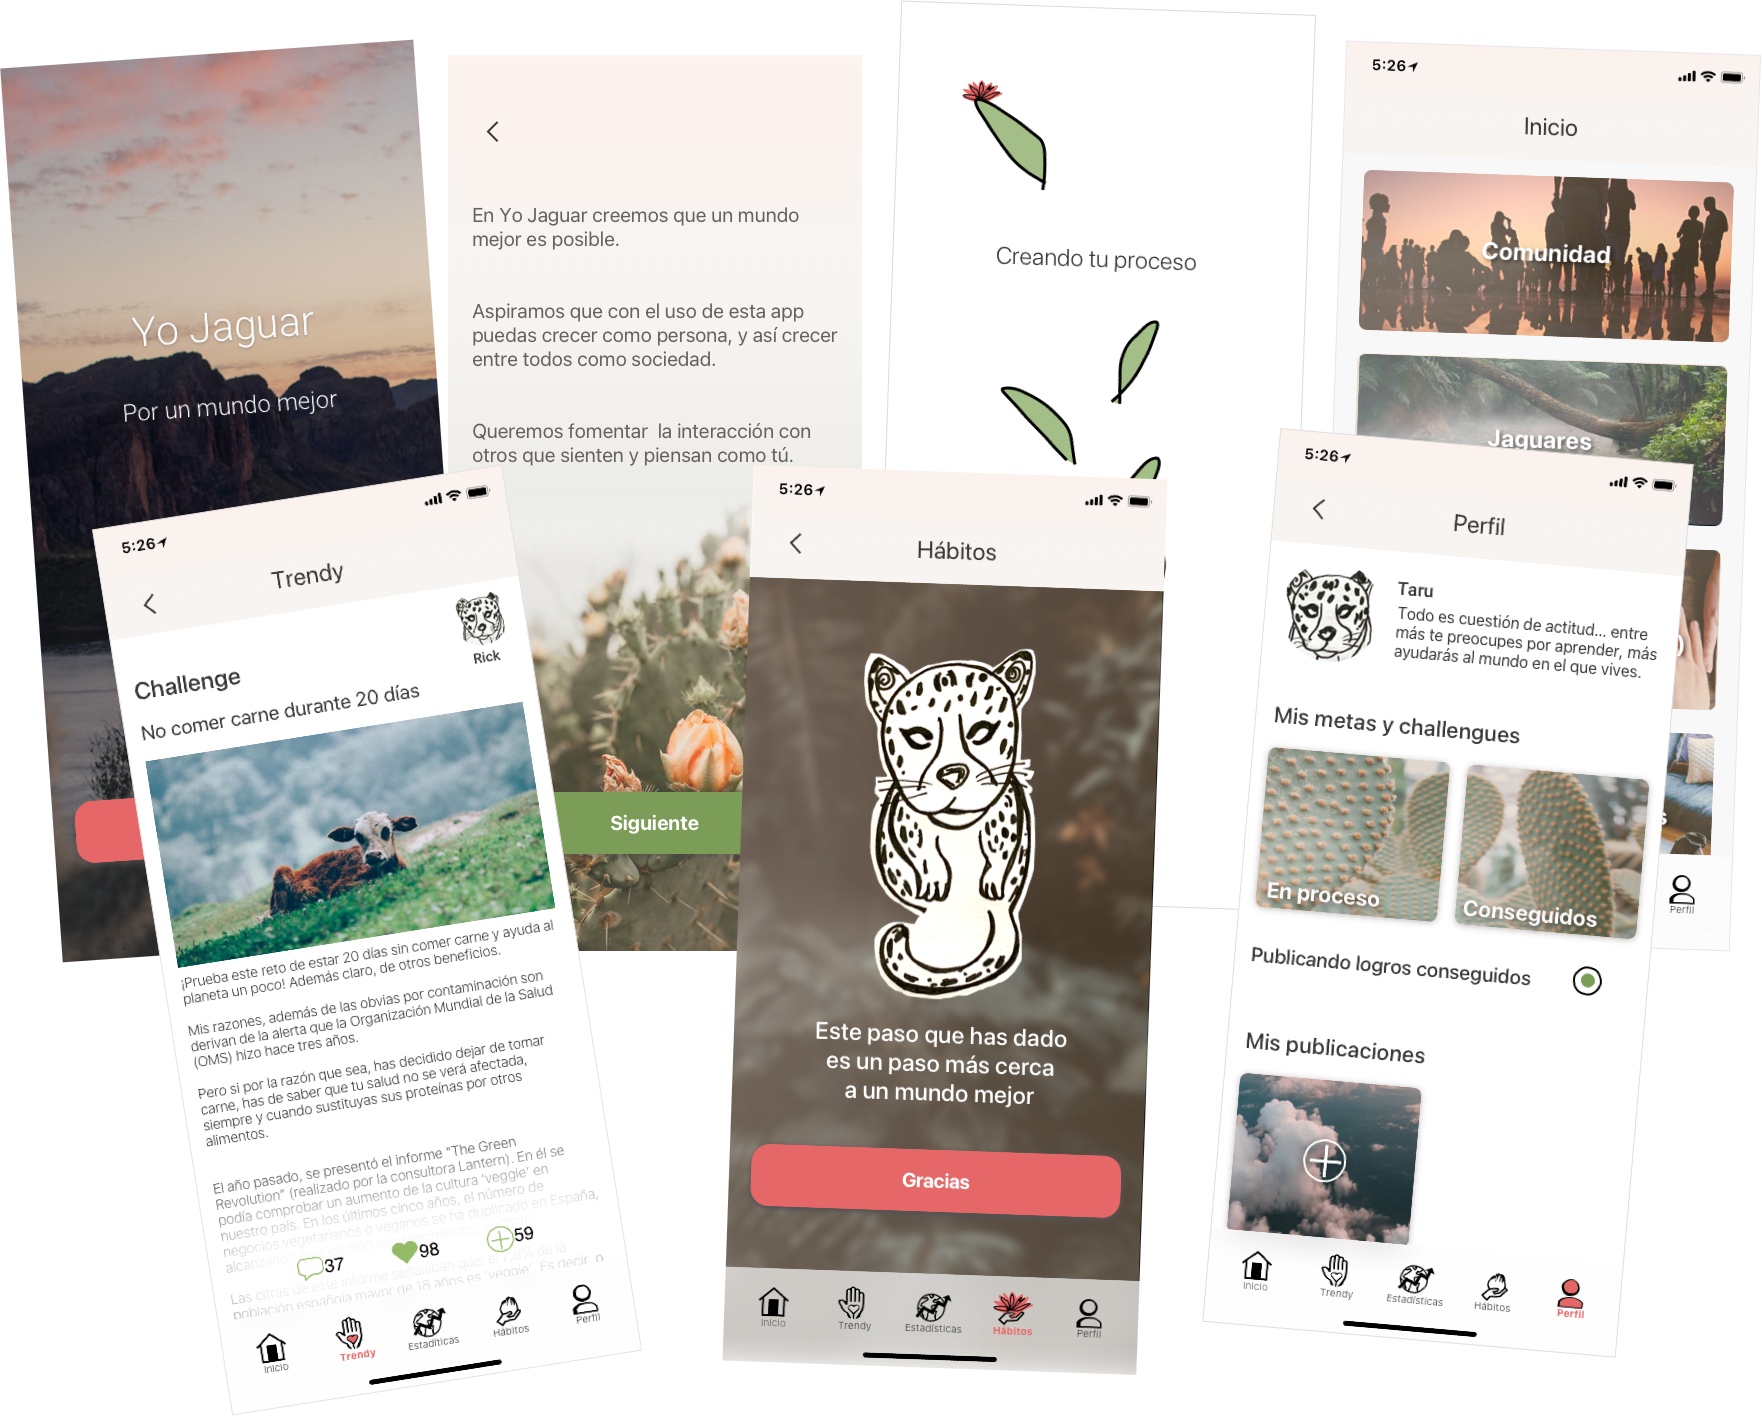 Yo Jaguar
Por un mundo mejor
En Yo Jaguar creemos que un mundo
mejor es posible.
Aspiramos que con el uso de esta app
puedas crecer como persona, y así crecer
entre todos como sociedad.
Queremos fomentar  la interacción con
otros que sienten y piensan como tú.
Siguiente
Creando tu proceso
5:26
Inicio
Comunidad
Jaguares
Perfil
5:26
Trendy
Rick
Challenge
No comer carne durante 20 días
¡Prueba este reto de estar 20 días sin comer carne y ayuda al
planeta un poco! Además claro, de otros beneficios.
Mis razones, además de las obvias por contaminación son
derivan de la alerta que la Organización Mundial de la Salud
(OMS) hizo hace tres años.
Pero si por la razón que sea, has decidido dejar de tomar
carne, has de saber que tu salud no se verá afectada,
siempre y cuando sustituyas sus proteínas por otros
alimentos.
El año pasado, se presentó el informe "The Green
Revolution" (realizado por la consultora Lantern). En él se
podía comprobar un aumento de la cultura 'veggie' en
nuestro país. En los últimos cinco años, el número de
negocios vegetarianos o veganos se ha duplicado en España,
37
98
59
Las cifras de este informe señalaban que: el 7,8% de la
población española mayor de 18 años es 'veggie'. Es decir, o
Inicio
Trendy
Estadíticas
Hábitos
Perfil
5:26
Hábitos
Este paso que has dado
es un paso más cerca
a un mundo mejor
Gracias
Inicio
Trendy
Estadísticas
Hábitos
Perfil
5:26
Perfil
Taru
Todo es cuestión de actitud... entre
más te preocupes por aprender, más
ayudarás al mundo en el que vives.
Mis metas y challengues
En proceso
Conseguidos
Publicando logros conseguidos
Mis publicaciones
Inicio
Trendy
Estadísticas
Hábitos
Perfil